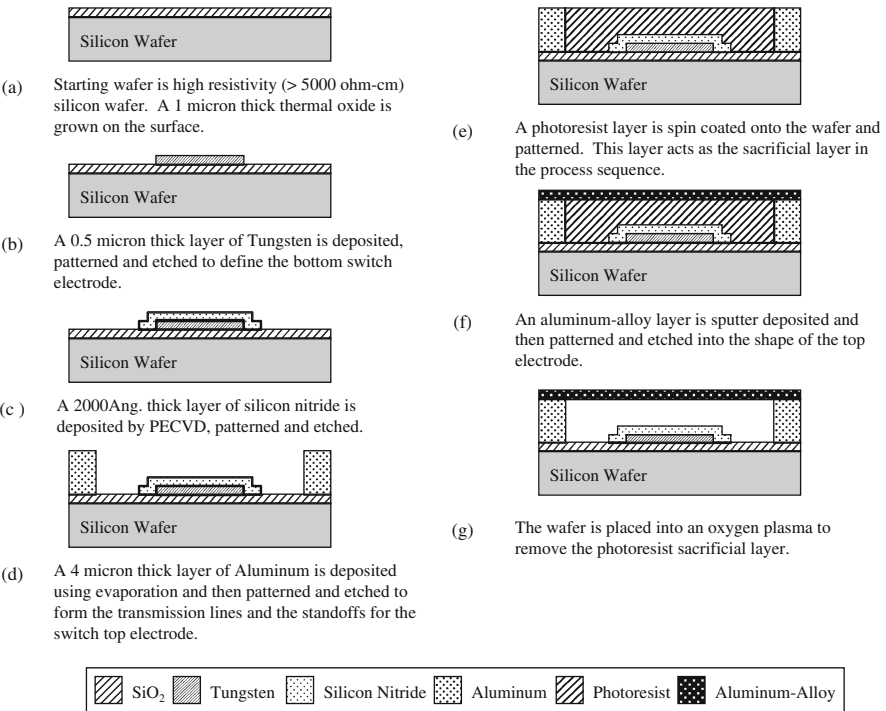 Silicon Wafer
(a) Starting wafer is high resistivity (> 5000 ohm-cm)
silicon wafer. A 1 micron thick thermal oxide is
grown on the surface.
Silicon Wafer
(b) A 0.5 micron thick layer of Tungsten is deposited,
patterned and etched to define the bottom switch
electrode.
Silicon Wafer
(c ) A 2000Ang. thick layer of silicon nitride is
deposited by PECVD, patterned and etched.
Silicon Wafer
(d) A 4 micron thick layer of Aluminum is deposited
using evaporation and then patterned and etched to
form the transmission lines and the standoffs for the
switch top electrode.
Silicon Wafer
(e) A photoresist layer is spin coated onto the wafer and
patterned. This layer acts as the sacrificial layer in
the process sequence.
Silicon Wafer
(f) An aluminum-alloy layer is sputter deposited and
then patterned and etched into the shape of the top
electrode.
Silicon Wafer
(g) The wafer is placed into an oxygen plasma to
remove the photoresist sacrificial layer.
SiO₂ Tungsten Silicon Nitride Aluminum Photoresist Aluminum-Alloy